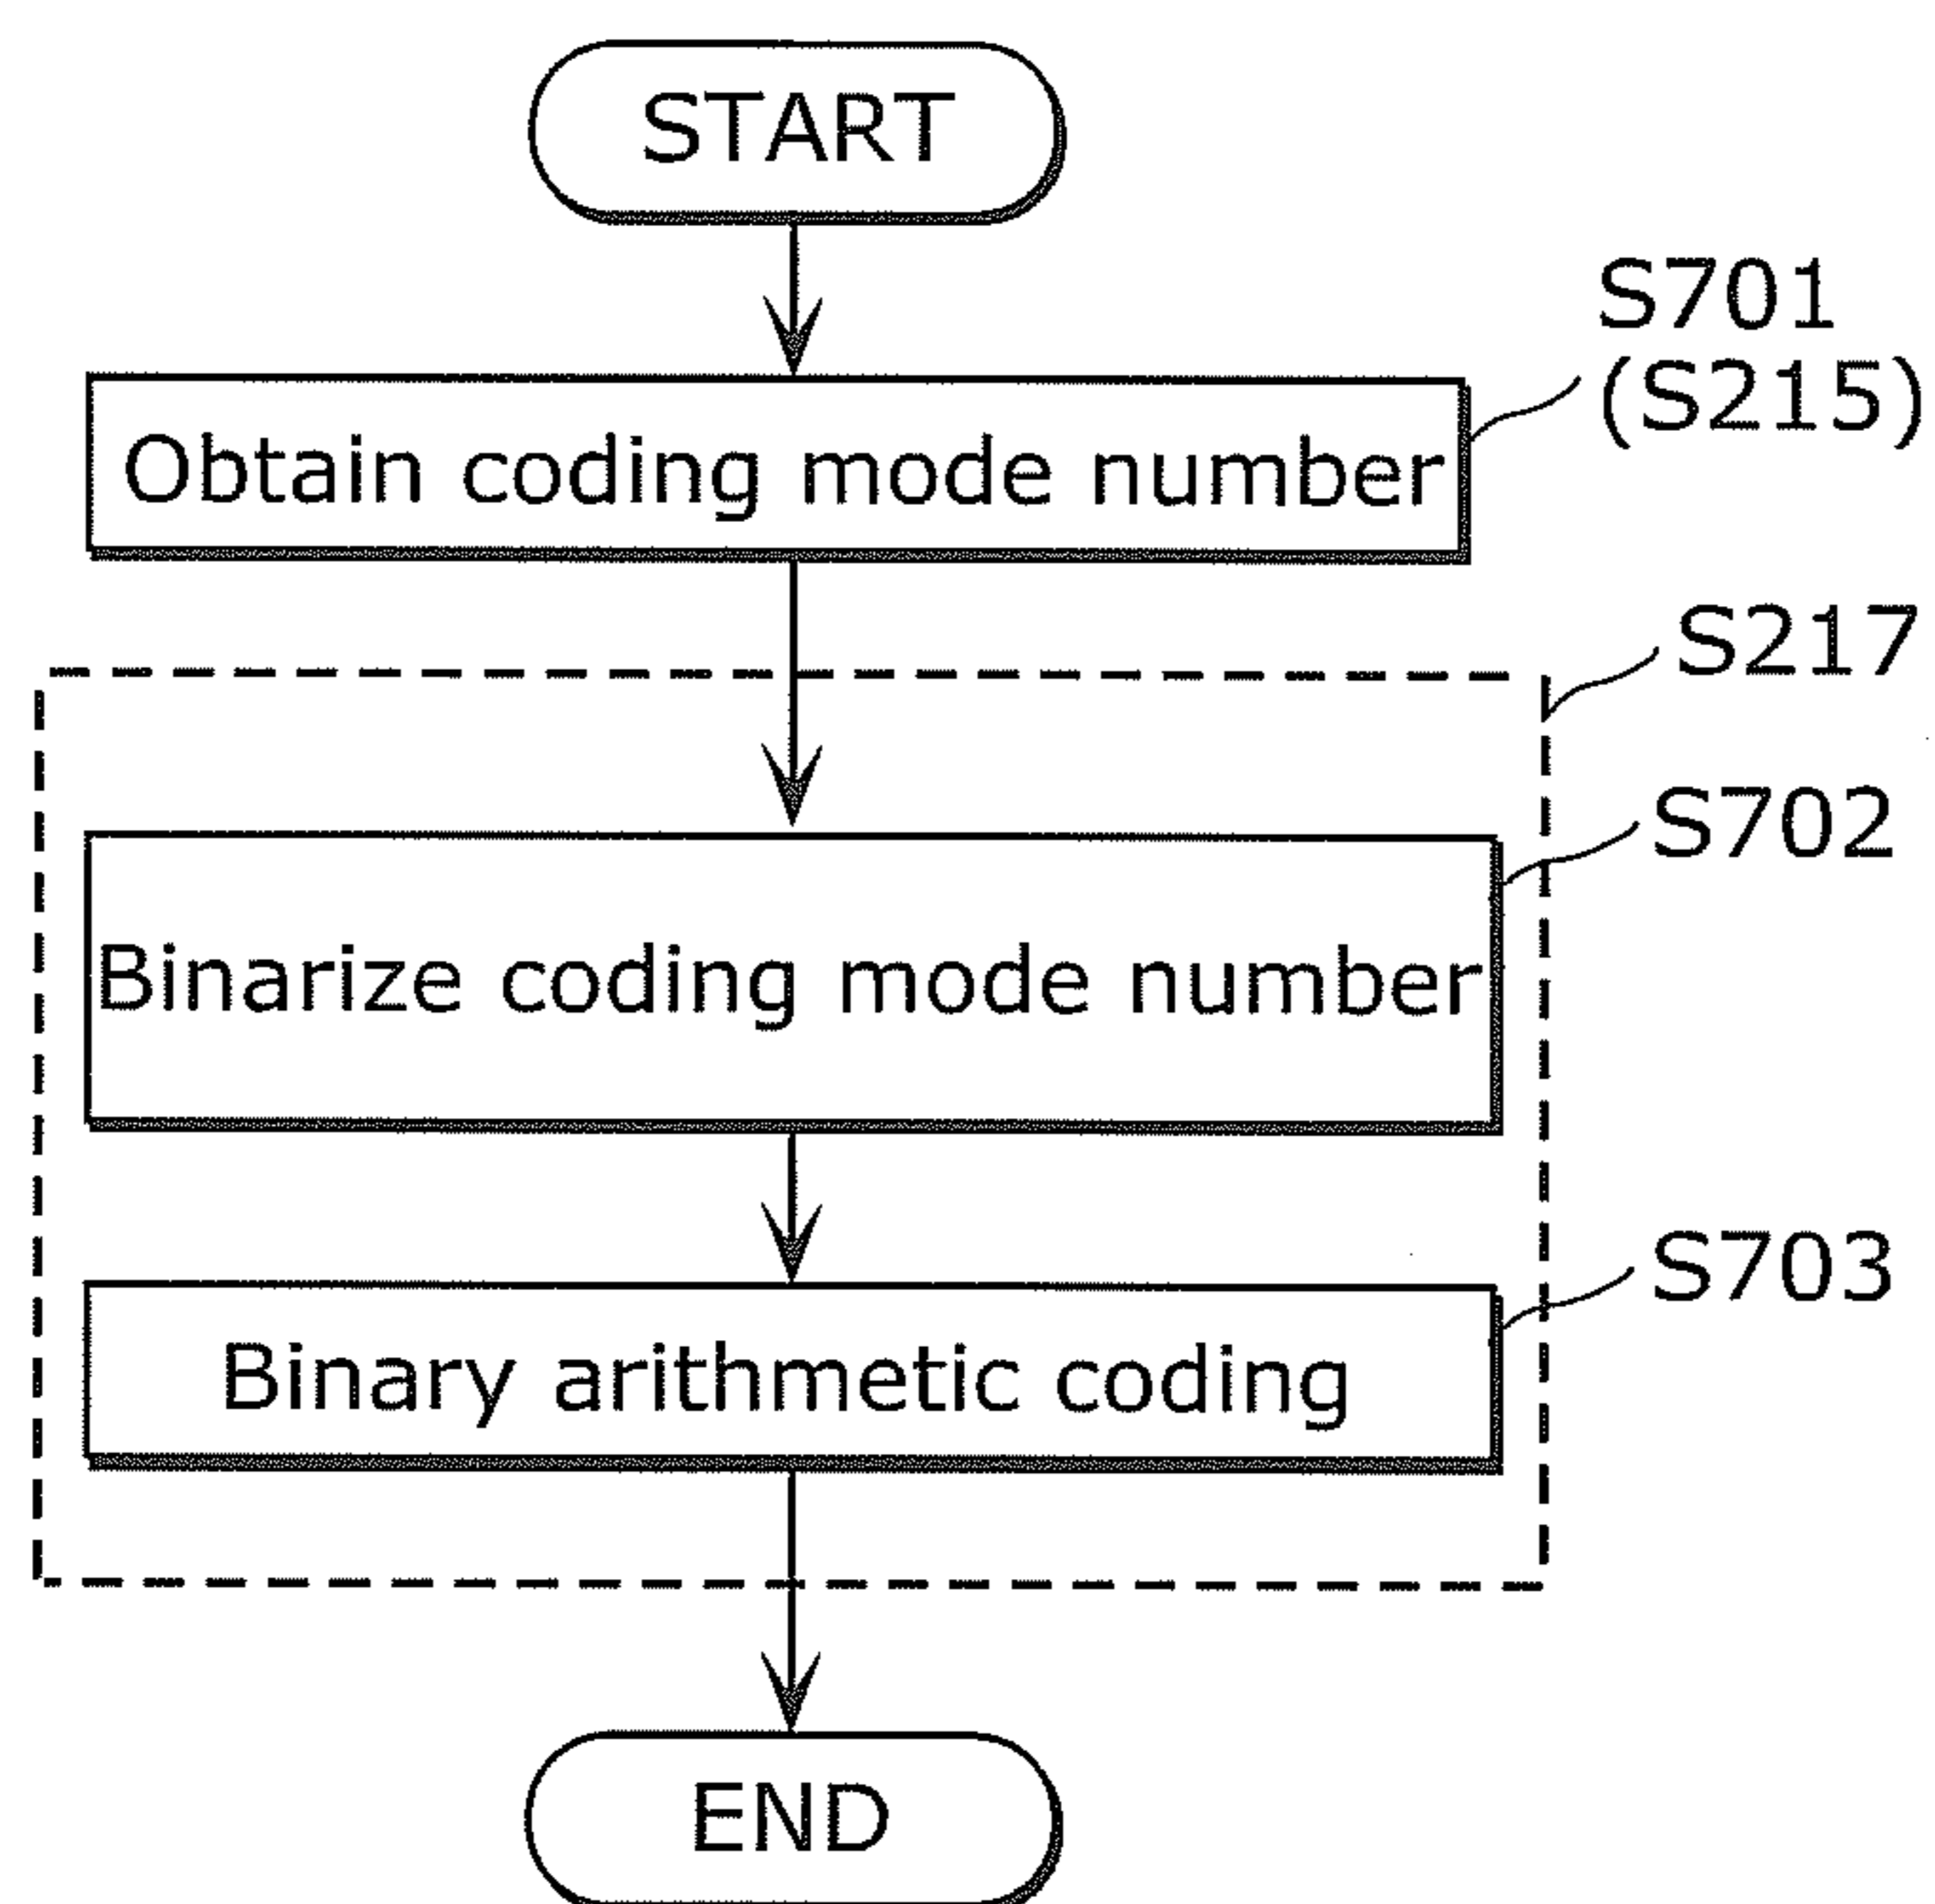 START
S701
(S215)
Obtain coding mode number
S217
S702
Binarize coding mode number
S703
Binary arithmetic coding
END